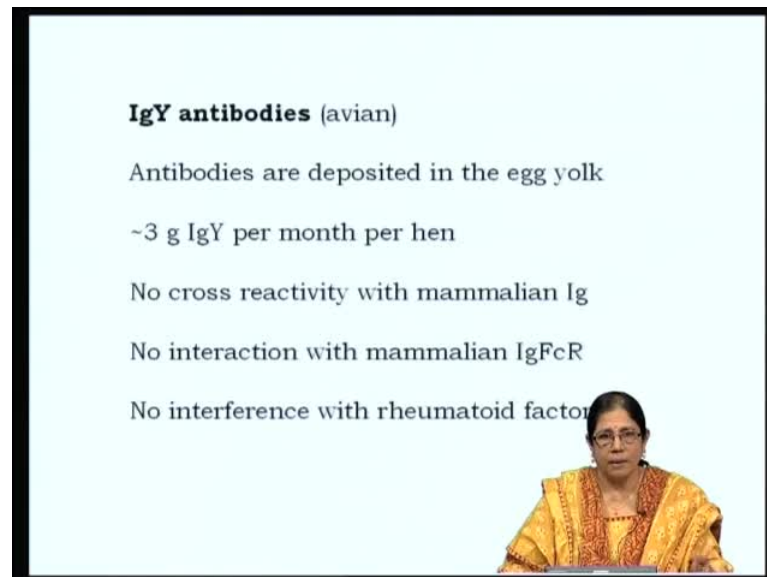 IgY antibodies (avian)
Antibodies are deposited in the egg yolk
~3 g IgY per month per hen
No cross reactivity with mammalian Ig
No interaction with mammalian IgFcR
No interference with rheumatoid factor